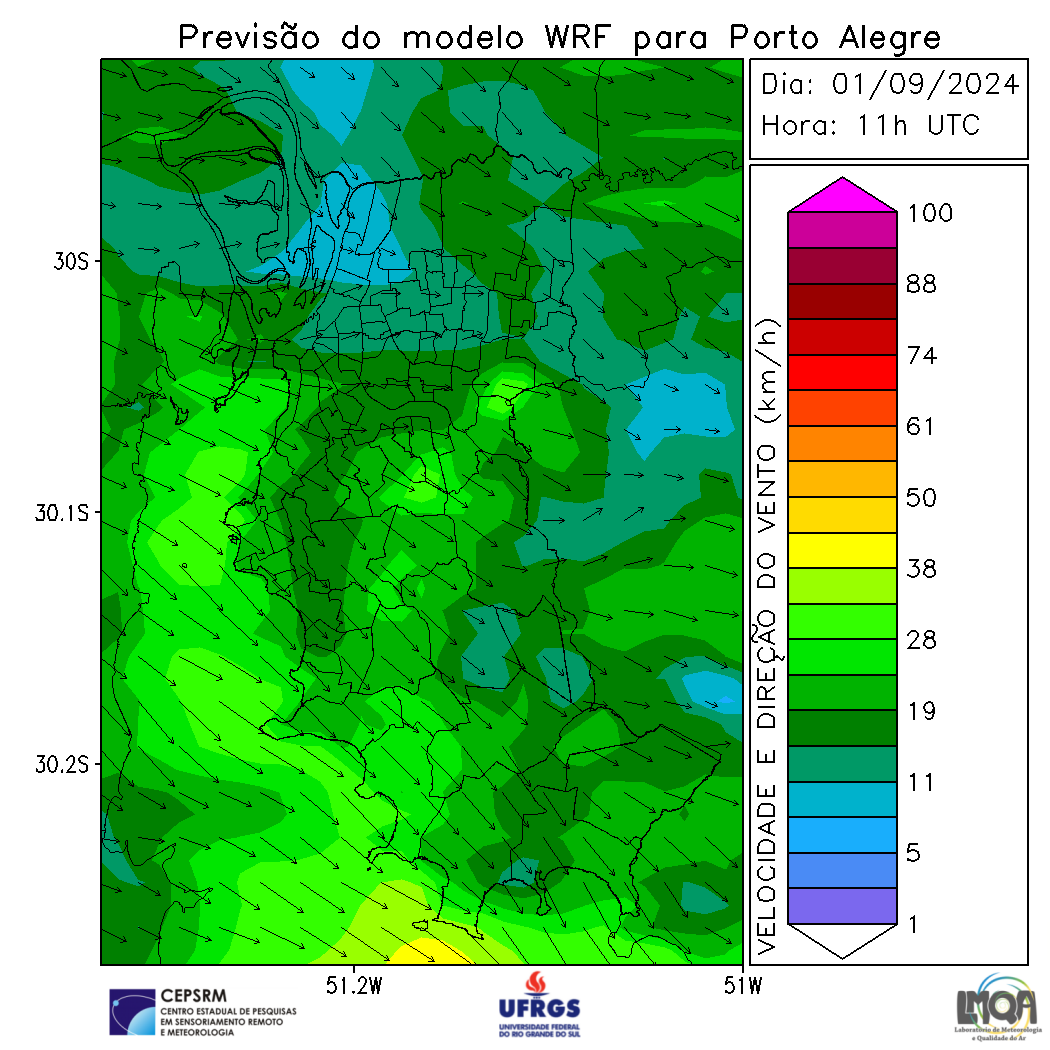 Previsão do modelo WRF para Porto Alegre
Dia: 01/09/2024
Hora: 11h UTC
30S
30.1S
30.2S
51.2W
51W
VELOCIDADE E DIREÇÃO DO VENTO (km/h)
100
88
74
61
50
38
28
19
11
5
1
CEPSRM
CENTRO ESTADUAL DE PESQUISAS
EM SENSORIAMENTO REMOTO
E METEOROLOGIA
UFRGS
UNIVERSIDADE FEDERAL
DO RIO GRANDE DO SUL
LMQA
Laboratório de Meteorologia
e Qualidade do Ar